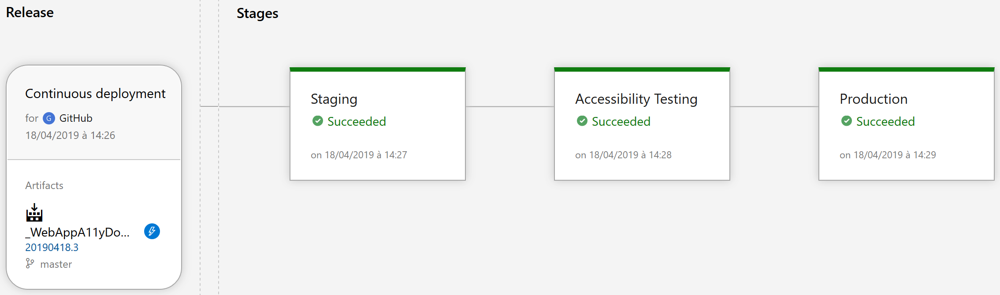 Release
Stages
Continuous deployment
for G GitHub
18/04/2019 à 14:26
Artifacts
_WebAppA11yDo...
20190418.3
master
Staging
Succeeded
on 18/04/2019 à 14:27
Accessibility Testing
Succeeded
on 18/04/2019 à 14:28
Production
Succeeded
on 18/04/2019 à 14:29